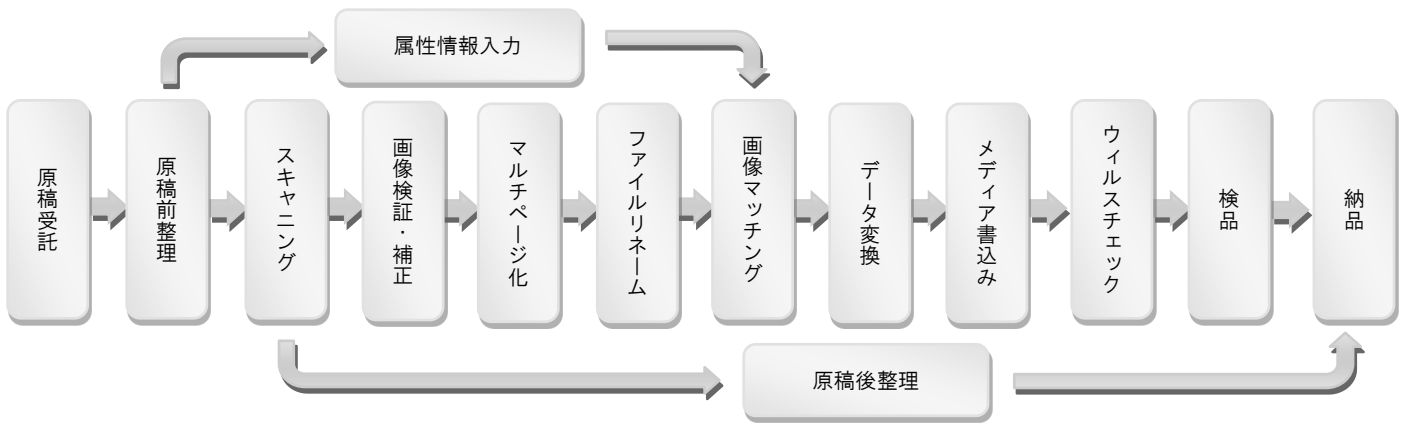 属性情報入力
原稿受託
原稿前整理
スキャニング
画像検証・補正
マルチページ化
ファイルリネーム
画像マッチング
データ変換
メディア書込み
ウィルスチェック
検品
納品
原稿後整理